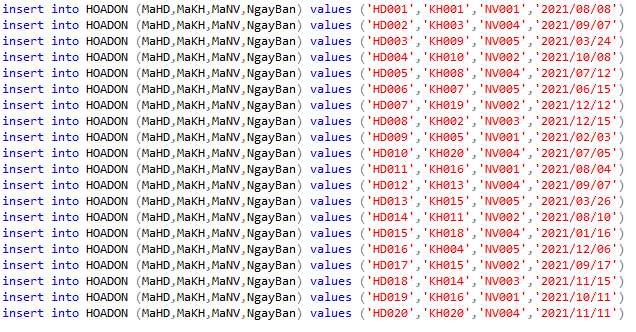 insert into HOADON (MaHD,MaKH,MaNV,NgayBan) values ('HD001','KH001','NV001','2021/08/08')
insert into HOADON (MaHD,MaKH,MaNV,NgayBan) values ('HD002','KH003','NV004','2021/09/07')
insert into HOADON (MaHD,MaKH,MaNV,NgayBan) values ('HD003','KH009','NV005','2021/03/24')
insert into HOADON (MaHD,MaKH,MaNV,NgayBan) values ('HD004','KH010','NV002','2021/10/08')
insert into HOADON (MaHD,MaKH,MaNV,NgayBan) values ('HD005','KH008','NV004','2021/07/12')
insert into HOADON (MaHD,MaKH,MaNV,NgayBan) values ('HD006','KH007','NV005','2021/06/15')
insert into HOADON (MaHD,MaKH,MaNV,NgayBan) values ('HD007','KH019','NV002','2021/12/12')
insert into HOADON (MaHD,MaKH,MaNV,NgayBan) values ('HD008','KH002','NV003','2021/12/15')
insert into HOADON (MaHD,MaKH,MaNV,NgayBan) values ('HD009','KH005','NV001','2021/02/03')
insert into HOADON (MaHD,MaKH,MaNV,NgayBan) values ('HD010','KH020','NV004','2021/07/05')
insert into HOADON (MaHD,MaKH,MaNV,NgayBan) values ('HD011','KH016','NV001','2021/08/04')
insert into HOADON (MaHD,MaKH,MaNV,NgayBan) values ('HD012','KH013','NV004','2021/09/07')
insert into HOADON (MaHD,MaKH,MaNV,NgayBan) values ('HD013','KH015','NV005','2021/03/26')
insert into HOADON (MaHD,MaKH,MaNV,NgayBan) values ('HD014','KH011','NV002','2021/08/10')
insert into HOADON (MaHD,MaKH,MaNV,NgayBan) values ('HD015','KH018','NV004','2021/01/16')
insert into HOADON (MaHD,MaKH,MaNV,NgayBan) values ('HD016','KH004','NV005','2021/12/06')
insert into HOADON (MaHD,MaKH,MaNV,NgayBan) values ('HD017','KH015','NV002','2021/09/17')
insert into HOADON (MaHD,MaKH,MaNV,NgayBan) values ('HD018','KH014','NV003','2021/11/15')
insert into HOADON (MaHD,MaKH,MaNV,NgayBan) values ('HD019','KH016','NV001','2021/10/11')
insert into HOADON (MaHD,MaKH,MaNV,NgayBan) values ('HD020','KH020','NV004','2021/11/11')